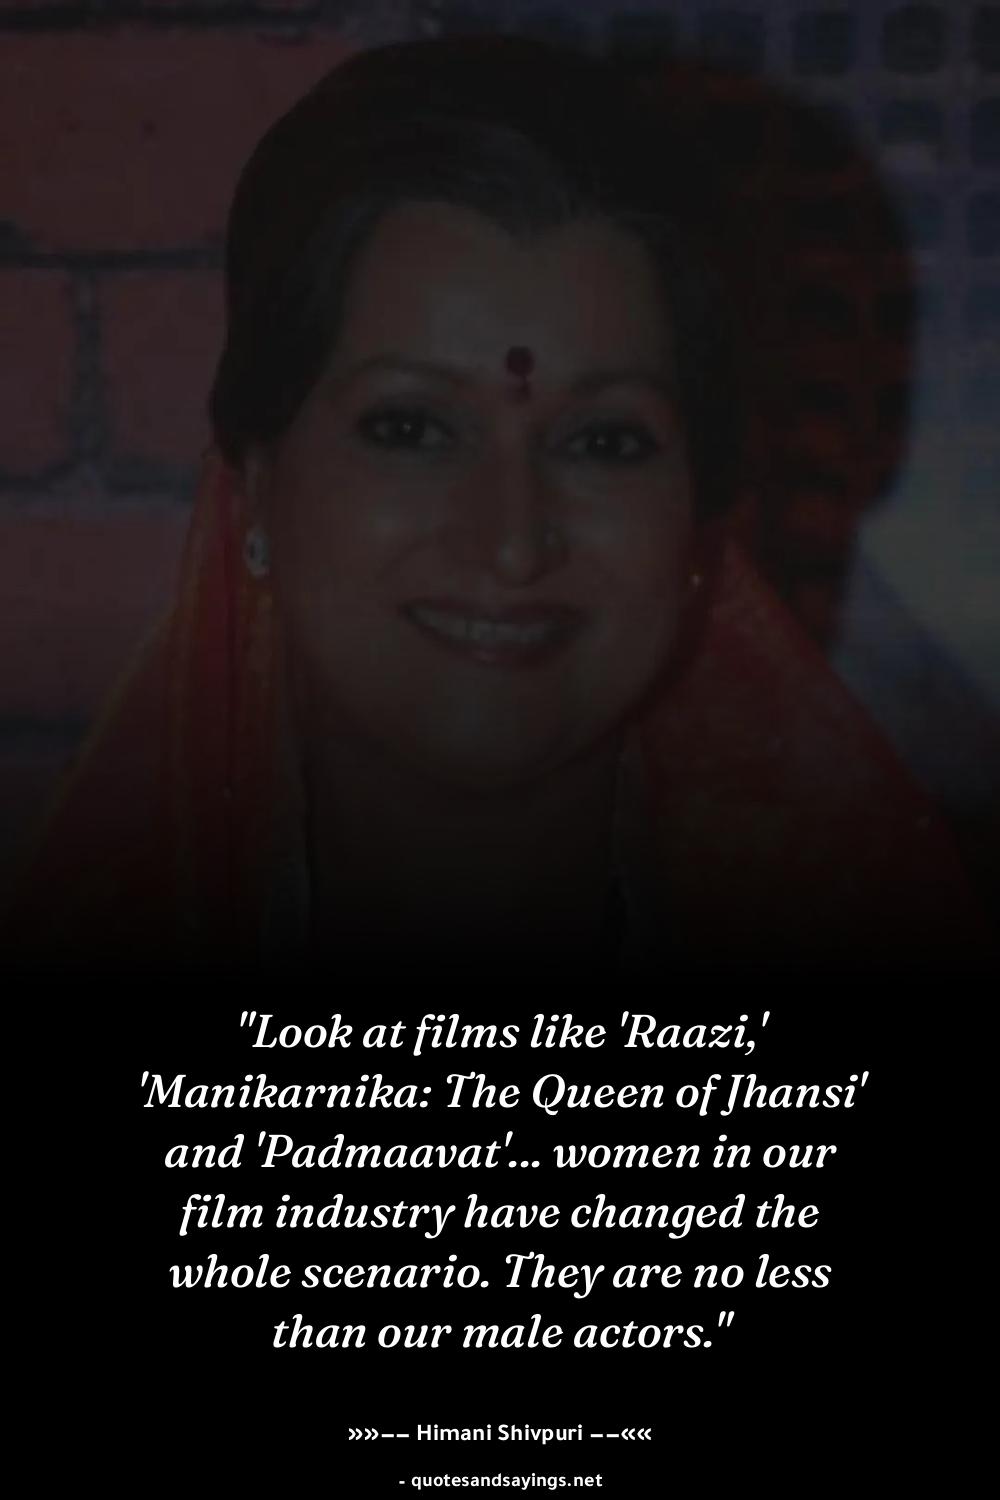 "Look at films like 'Raazi,'
'Manikarnika: The Queen of Jhansi'
and 'Padmaavat'... women in our
film industry have changed the
whole scenario. They are no less
than our male actors."
»»−− Himani Shivpuri −−««
- quotesandsayings.net